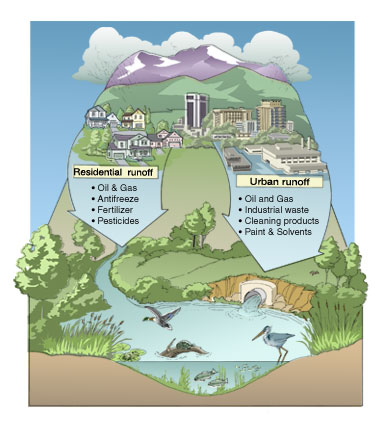 Residential runoff
• Oil & Gas
• Antifreeze
• Fertilizer
• Pesticides
Urban runoff
• Oil and Gas
• Industrial waste
• Cleaning products
• Paint & Solvents